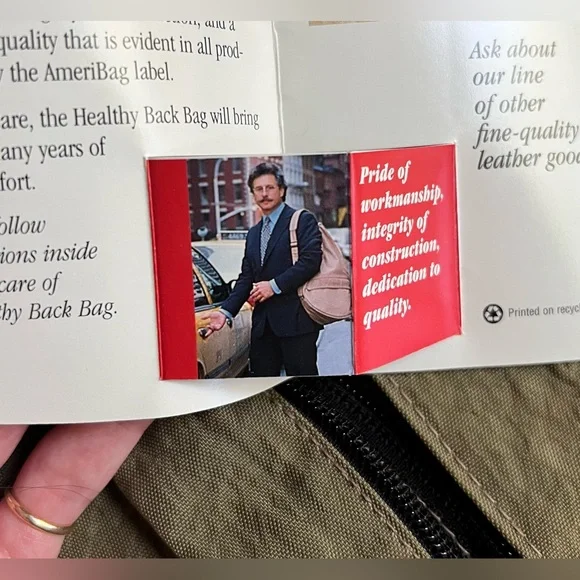 and a
quality that is evident in all prod-
the AmeriBag label.
are, the Healthy Back Bag will bring
any years of
fort.
ollow
ions inside
care of
thy Back Bag.
Pride of
workmanship,
integrity of
construction,
dedication to
quality.
Ask about
our line
of other
fine-quality
leather good
Printed on recyc